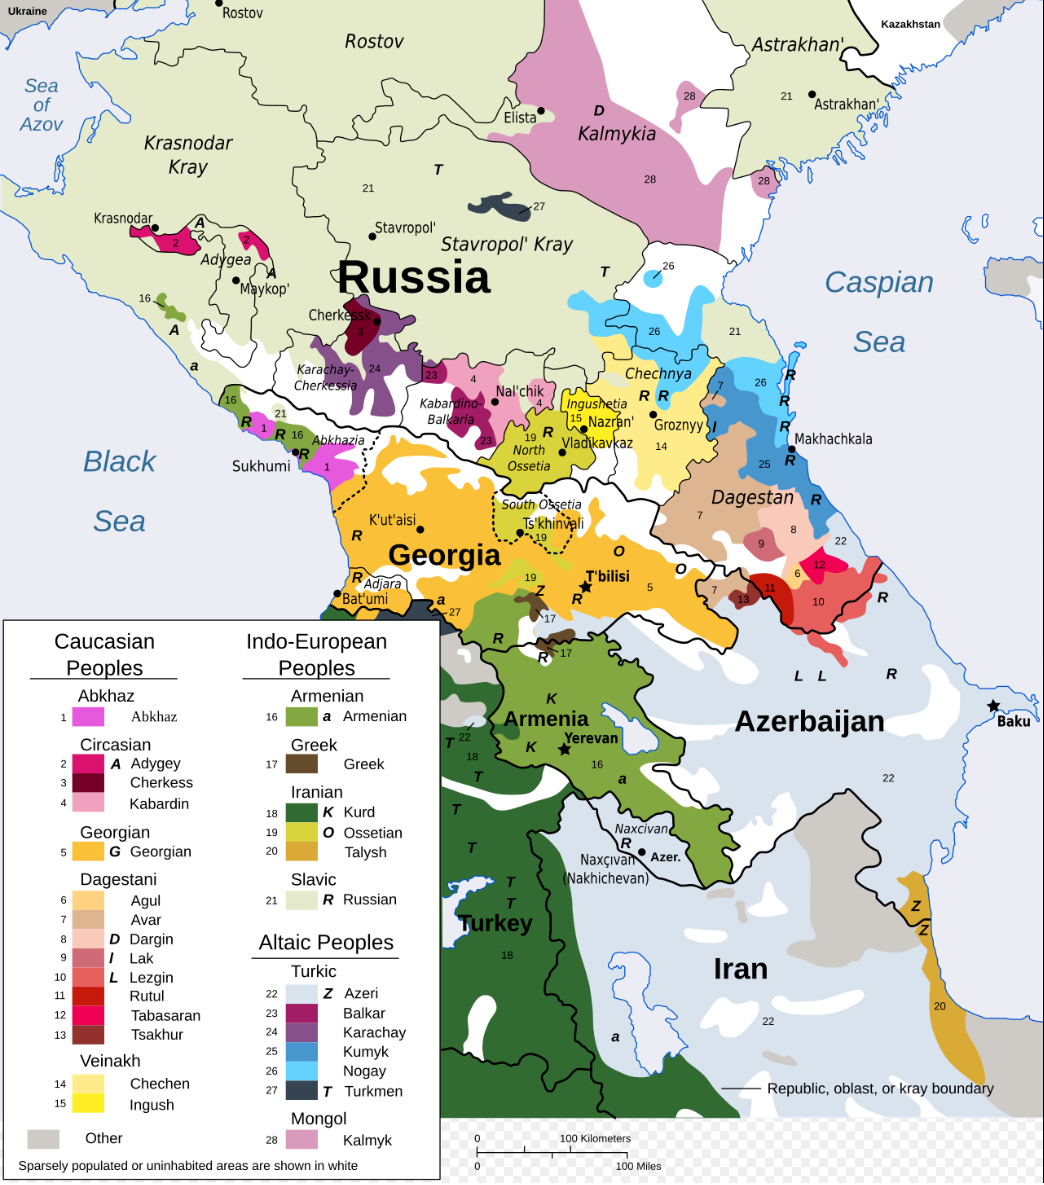 Ukraine
Rostov
Rostov
Kazakhstan
Astrakhan'
Sea
of
Azov
28
21
Astrakhan'
Elista
D
Kalmykia
Krasnodar
Kray
T
21
28
28
27
Krasnodar
A
2
2
Stavropol'
Stavropol' Kray
Adygea
A
Maykop'
Russia
T
26
Caspian
Sea
16
A
Cherkessk
3
26
21
a
Karachay-
Cherkessia
24
23
4
Chechnya
R
26
7
R R
R
16
Kabardino-
Balkaria
Nal'chik
4
Ingushetia
15
Nazran'
Groznyy
I
R
R
1
21
R
16
Abkhazia
R
23
19
R
North
Ossetia
Vladikavkaz
14
Makhachkala
R
25
Black
Sea
Sukhumi
1
Dagestan
R
South Ossetia
7
K'ut'aisi
Ts'khinvali
19
8
R
Georgia
O
9
22
12
R
Adjara
Bat'umi
19
T'bilisi
O
6
a
27
Z
R
5
7
13
11
10
R
17
R
R
17
L L
R
K
Armenia
Yerevan
Azerbaijan
Baku
T
22
K
18
16
a
T
22
T
Naxcivan
R
Naxçıvan
(Nakhichevan)
Azer.
T
T
T
Turkey
Z
Z
18
Iran
20
22
a
Republic, oblast, or kray boundary
0
100 Kilometers
0
100 Miles
Caucasian
Peoples
Abkhaz
1 Abkhaz
Circasian
2 A Adygey
3 Cherkess
4 Kabardin
Georgian
5 G Georgian
Dagestani
6 Agul
7 Avar
8 D Dargin
9 I Lak
10 L Lezgin
11 Rutul
12 Tabasaran
13 Tsakhur
Veinakh
14 Chechen
15 Ingush
Other
Indo-European
Peoples
Armenian
16 a Armenian
Greek
17 Greek
Iranian
18 K Kurd
19 O Ossetian
20 Talysh
Slavic
21 R Russian
Altaic Peoples
Turkic
22 Z Azeri
23 Balkar
24 Karachay
25 Kumyk
26 Nogay
27 T Turkmen
Mongol
28 Kalmyk
Sparsely populated or uninhabited areas are shown in white